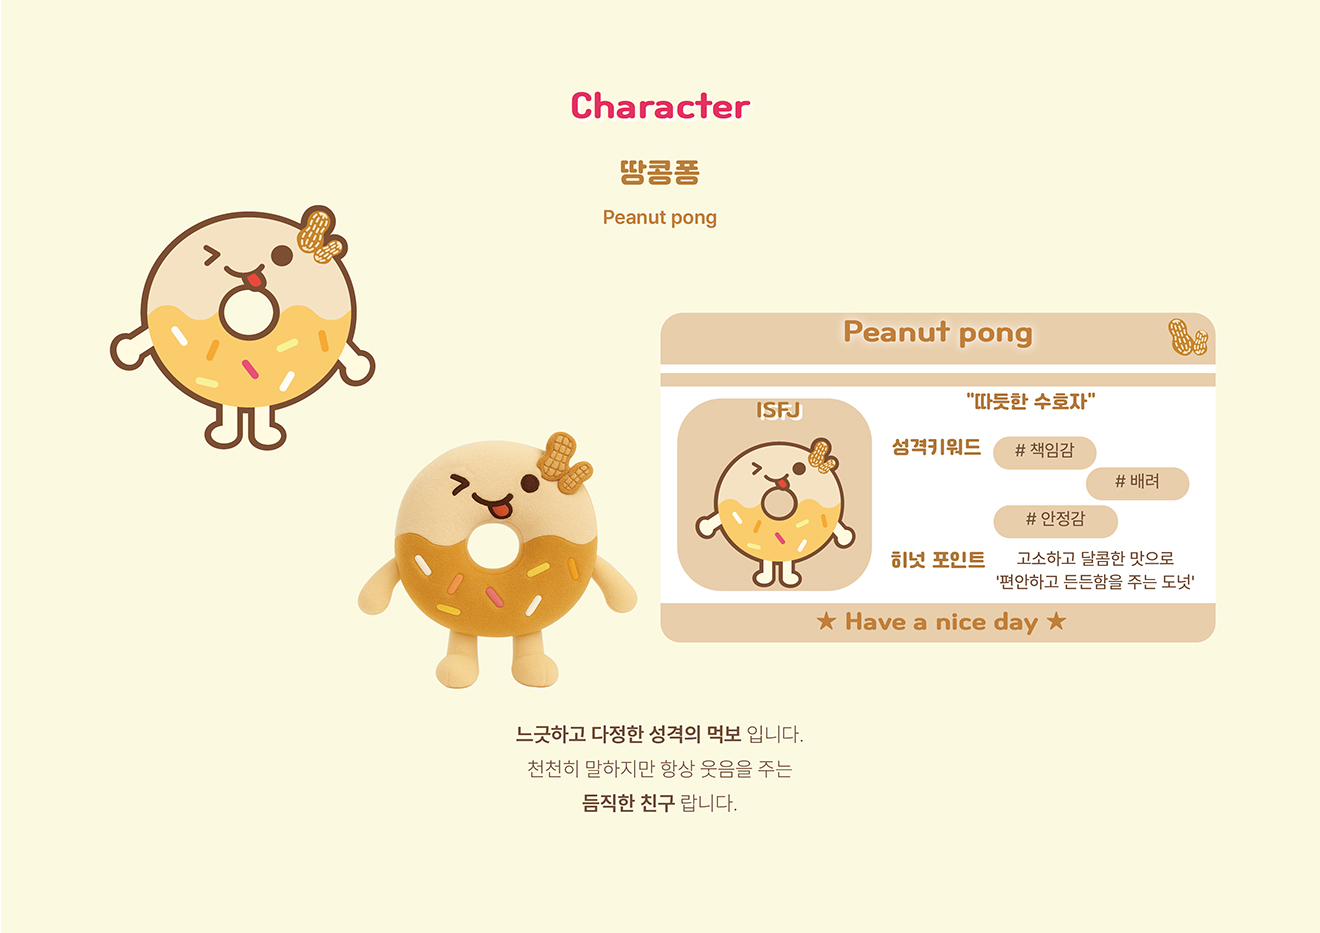 Character
땅콩퐁
Peanut pong
Peanut pong
ISFJ
"따듯한 수호자"
성격키워드
# 책임감
# 배려
# 안정감
히넛 포인트
고소하고 달콤한 맛으로
'편안하고 든든함을 주는 도넛'
★ Have a nice day ★
느긋하고 다정한 성격의 먹보 입니다.
천천히 말하지만 항상 웃음을 주는
듬직한 친구 랍니다.